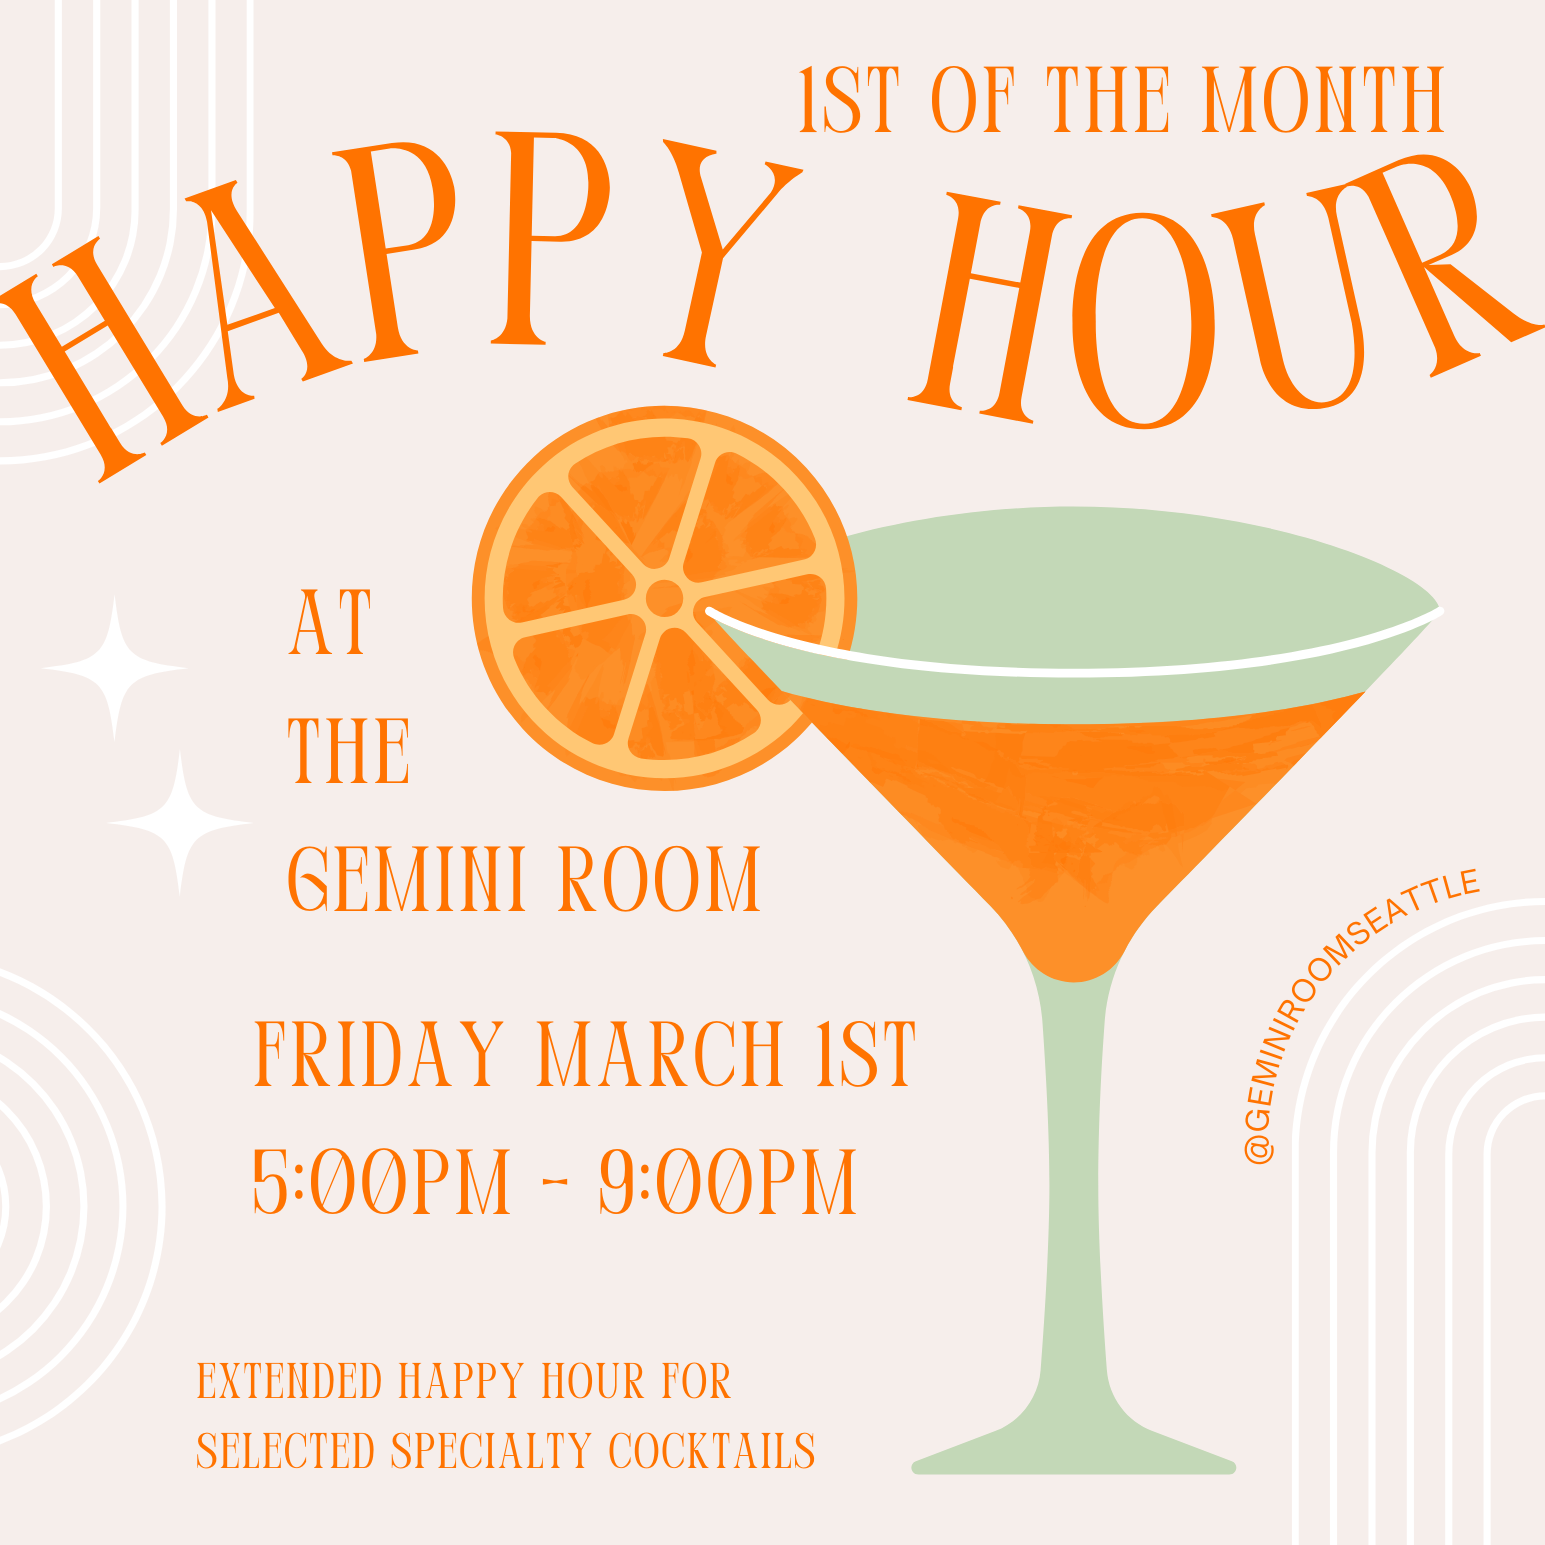 1ST OF THE MONTH
HAPPY HOUR
AT
THE
GEMINI ROOM
FRIDAY MARCH 1ST
5:00PM - 9:00PM
@GEMINIROOMSEATTLE
EXTENDED HAPPY HOUR FOR
SELECTED SPECIALTY COCKTAILS